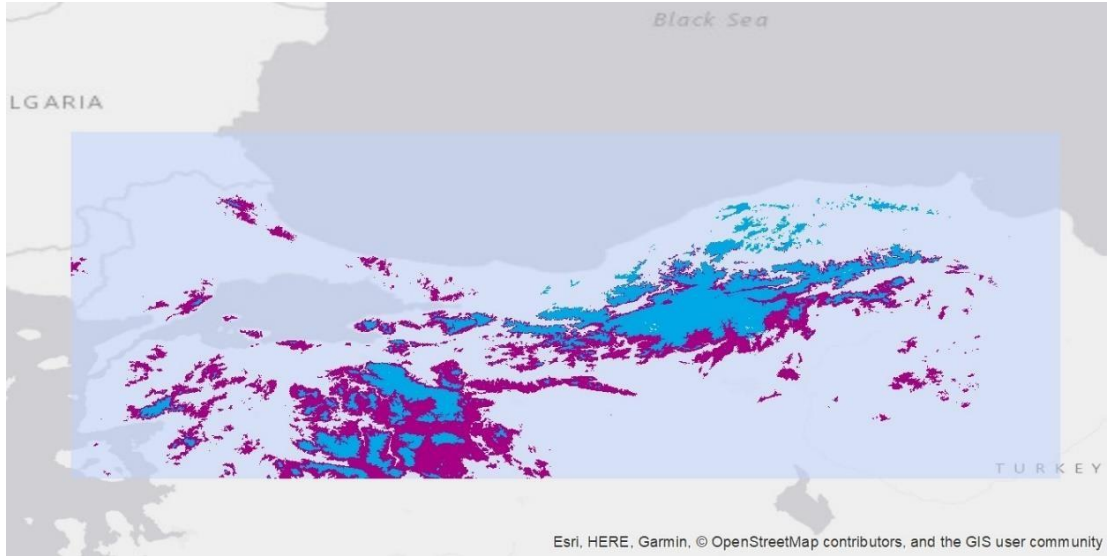 Black Sea
LGARIA
TURKEY
Esri, HERE, Garmin, © OpenStreetMap contributors, and the GIS user community